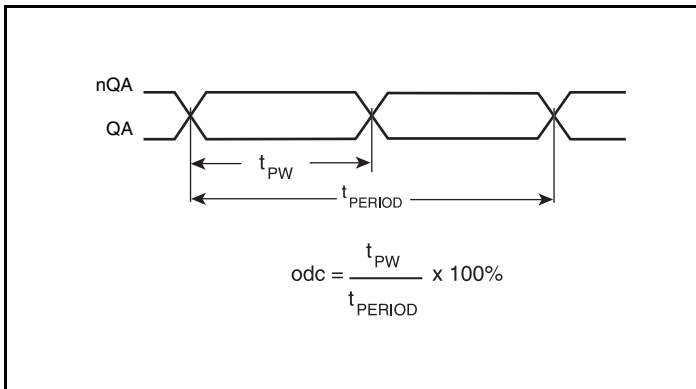 nQA
QA
tPW
tPERIOD
odc = tPW / tPERIOD x 100%